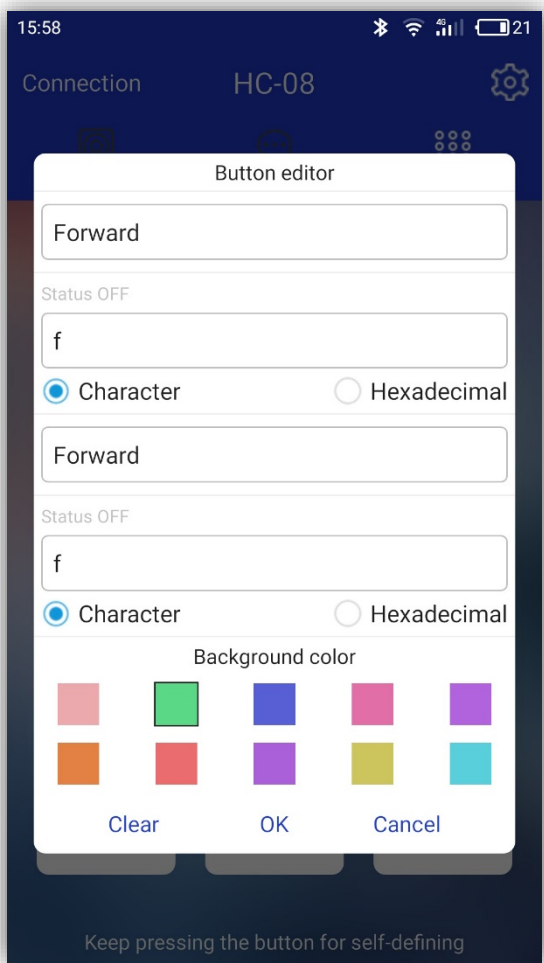 15:58 4G 21
Connection HC-08
Button editor
Forward
Status OFF
f
Character Hexadecimal
Forward
Status OFF
f
Character Hexadecimal
Background color
Clear OK Cancel
Keep pressing the button for self-defining